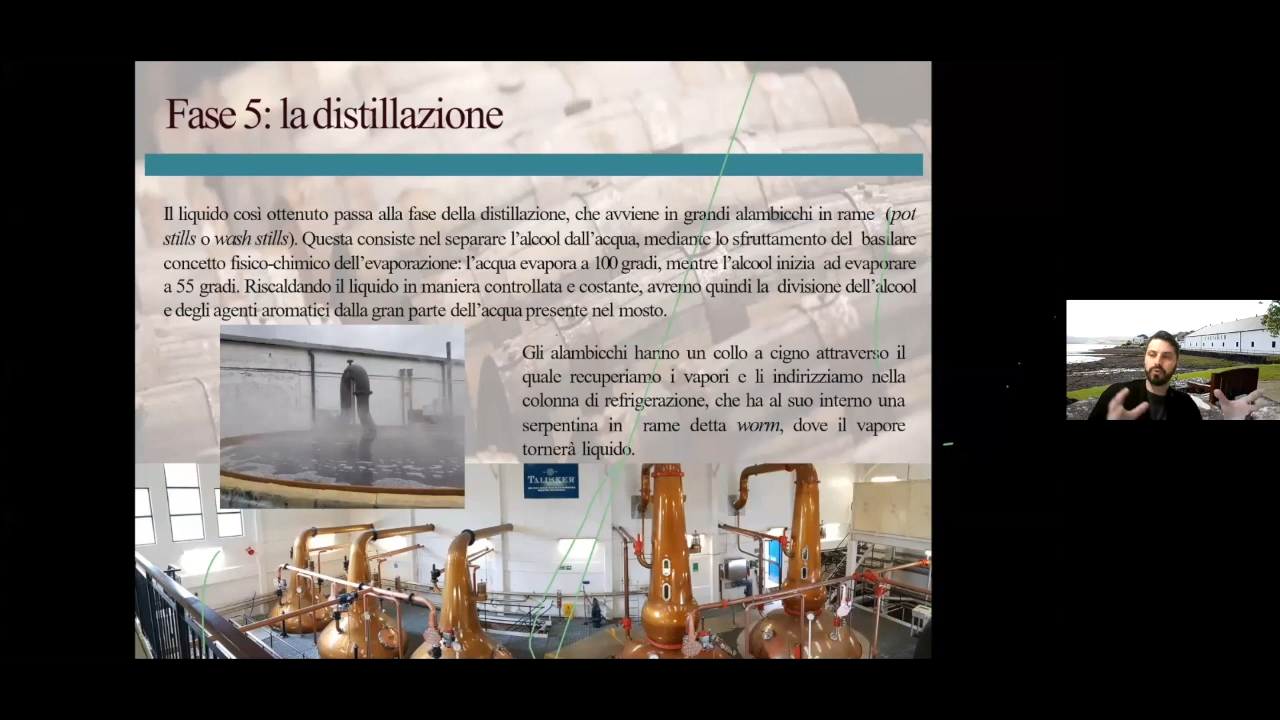 Fase 5: la distillazione
Il liquido così ottenuto passa alla fase della distillazione, che avviene in grandi alambicchi in rame (pot
stills o wash stills). Questa consiste nel separare l’alcool dall’acqua, mediante lo sfruttamento del basilare
concetto fisico-chimico dell’evaporazione: l’acqua evapora a 100 gradi, mentre l’alcool inizia ad evaporare
a 55 gradi. Riscaldando il liquido in maniera controllata e costante, avremo quindi la divisione dell’alcool
e degli agenti aromatici dalla gran parte dell’acqua presente nel mosto.
Gli alambicchi hanno un collo a cigno attraverso il
quale recuperiamo i vapori e li indirizziamo nella
colonna di refrigerazione, che ha al suo interno una
serpentina in rame detta worm, dove il vapore
tornerà liquido.
TALISKER